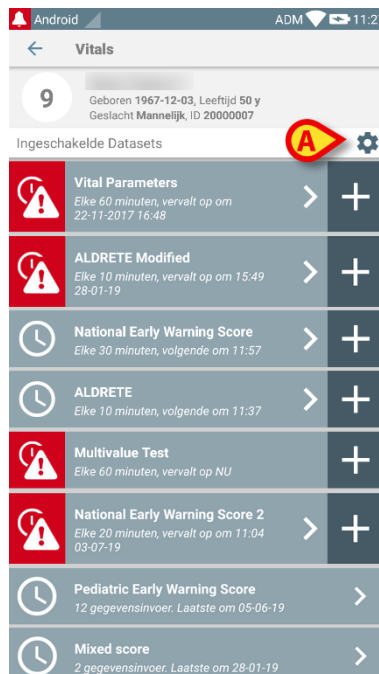 Android ADM 11:2
Vitals
9
Geboren 1967-12-03, Leeftijd 50 y
Geslacht Mannelijk, ID 20000007
Ingeschakelde Datasets
A
Vital Parameters
Elke 60 minuten, vervalt op om
22-11-2017 16:48
ALDRETE Modified
Elke 10 minuten, vervalt op om 15:49
28-01-19
National Early Warning Score
Elke 30 minuten, volgende om 11:57
ALDRETE
Elke 10 minuten, volgende om 11:37
Multivalue Test
Elke 60 minuten, vervalt op NU
National Early Warning Score 2
Elke 20 minuten, vervalt op om 11:04
03-07-19
Pediatric Early Warning Score
12 gegevensinvoer. Laatste om 05-06-19
Mixed score
2 gegevensinvoer. Laatste om 28-01-19